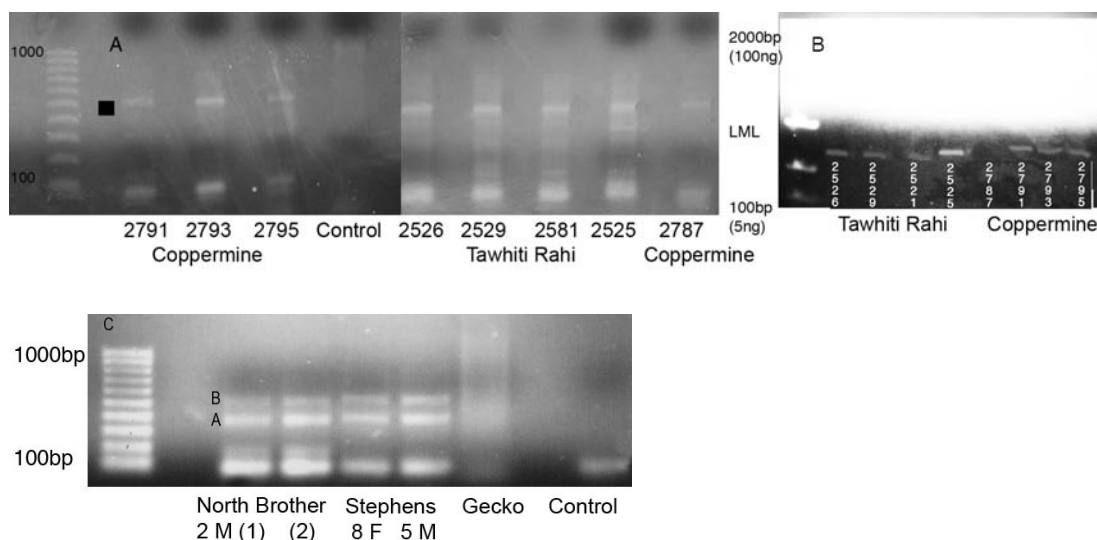 A
1000
100
2791 2793 2795 Control
Coppermine
2526 2529 2581 2525 2787
Tawhiti Rahi Coppermine
2000bp
(100ng)
LML
100bp
(5ng)
B
2526 2529 2521 2525 2787 2791 2793 2795
Tawhiti Rahi Coppermine
C
1000bp
B
A
100bp
North Brother Stephens Gecko Control
2 M (1) (2) 8 F 5 M